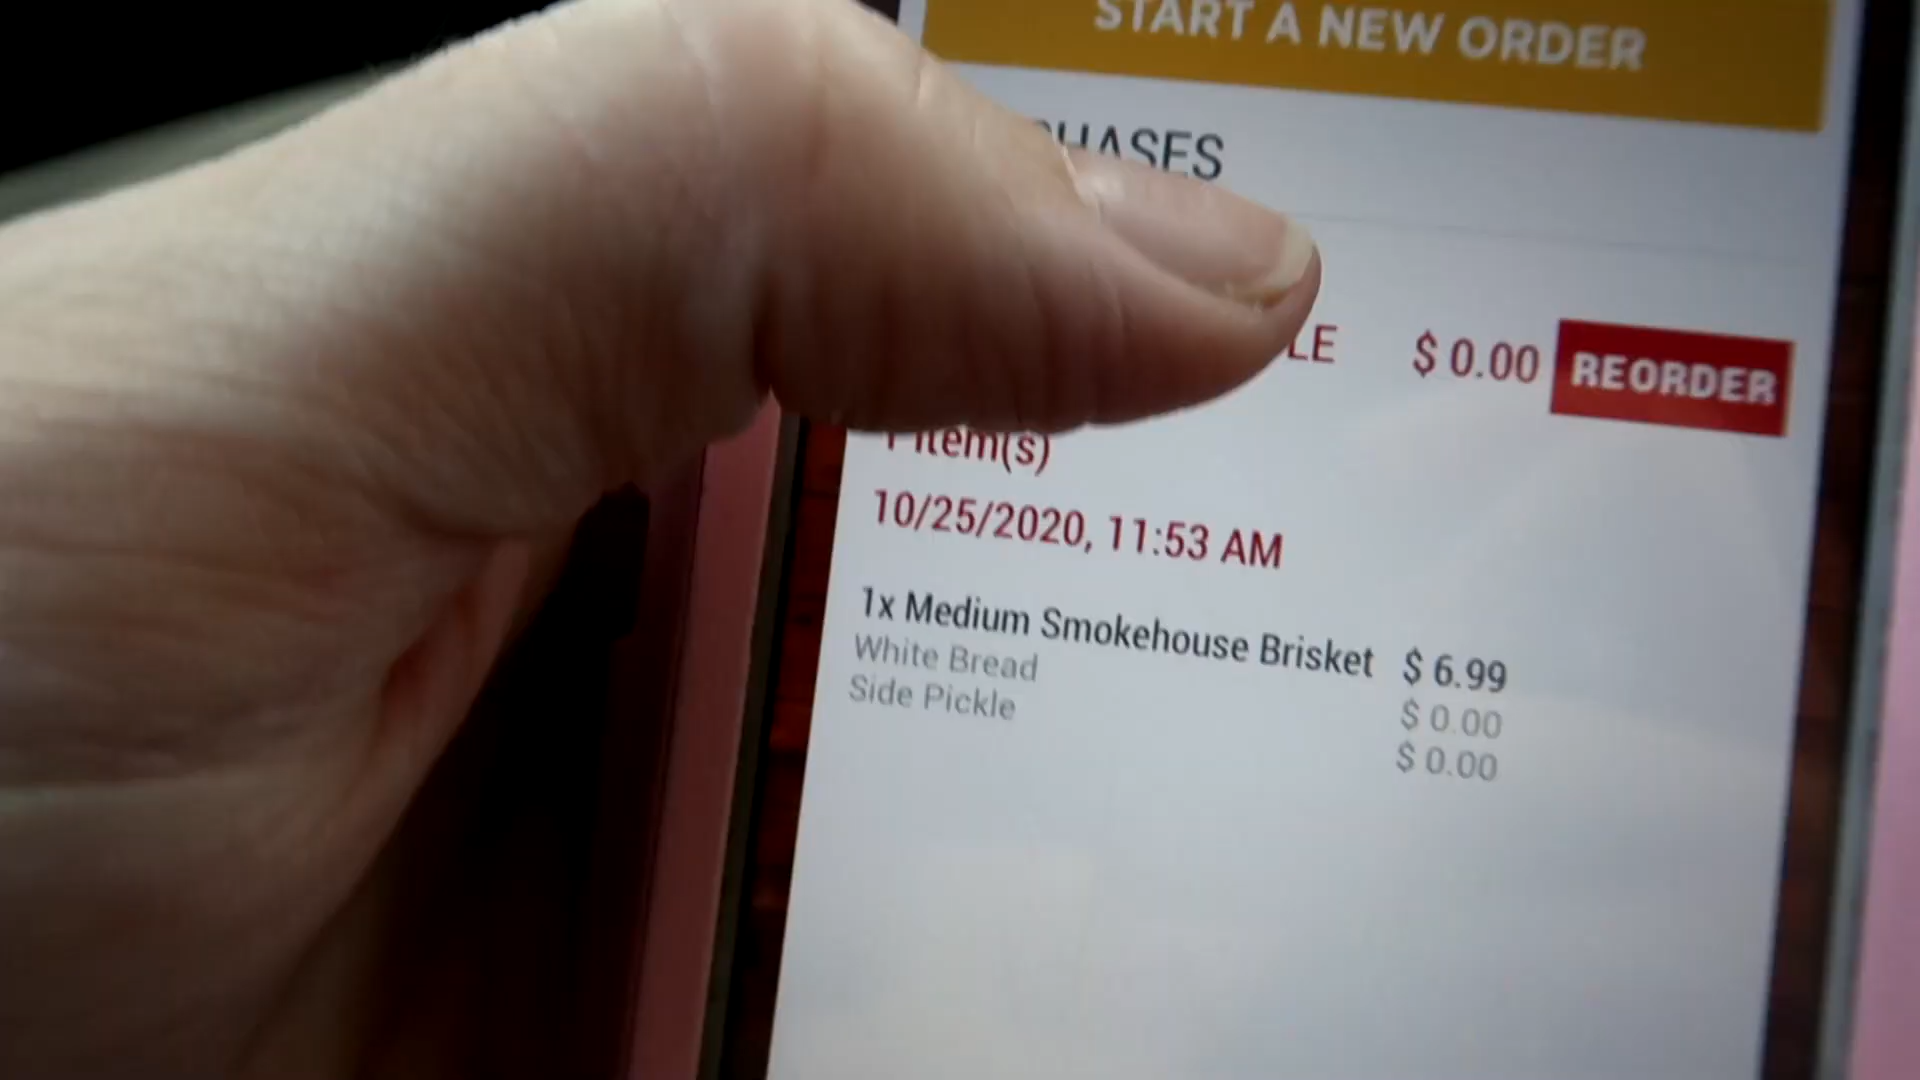 START A NEW ORDER
$ 0.00 REORDER
item(s)
10/25/2020, 11:53 AM
1x Medium Smokehouse Brisket $ 6.99
White Bread $ 0.00
Side Pickle $ 0.00